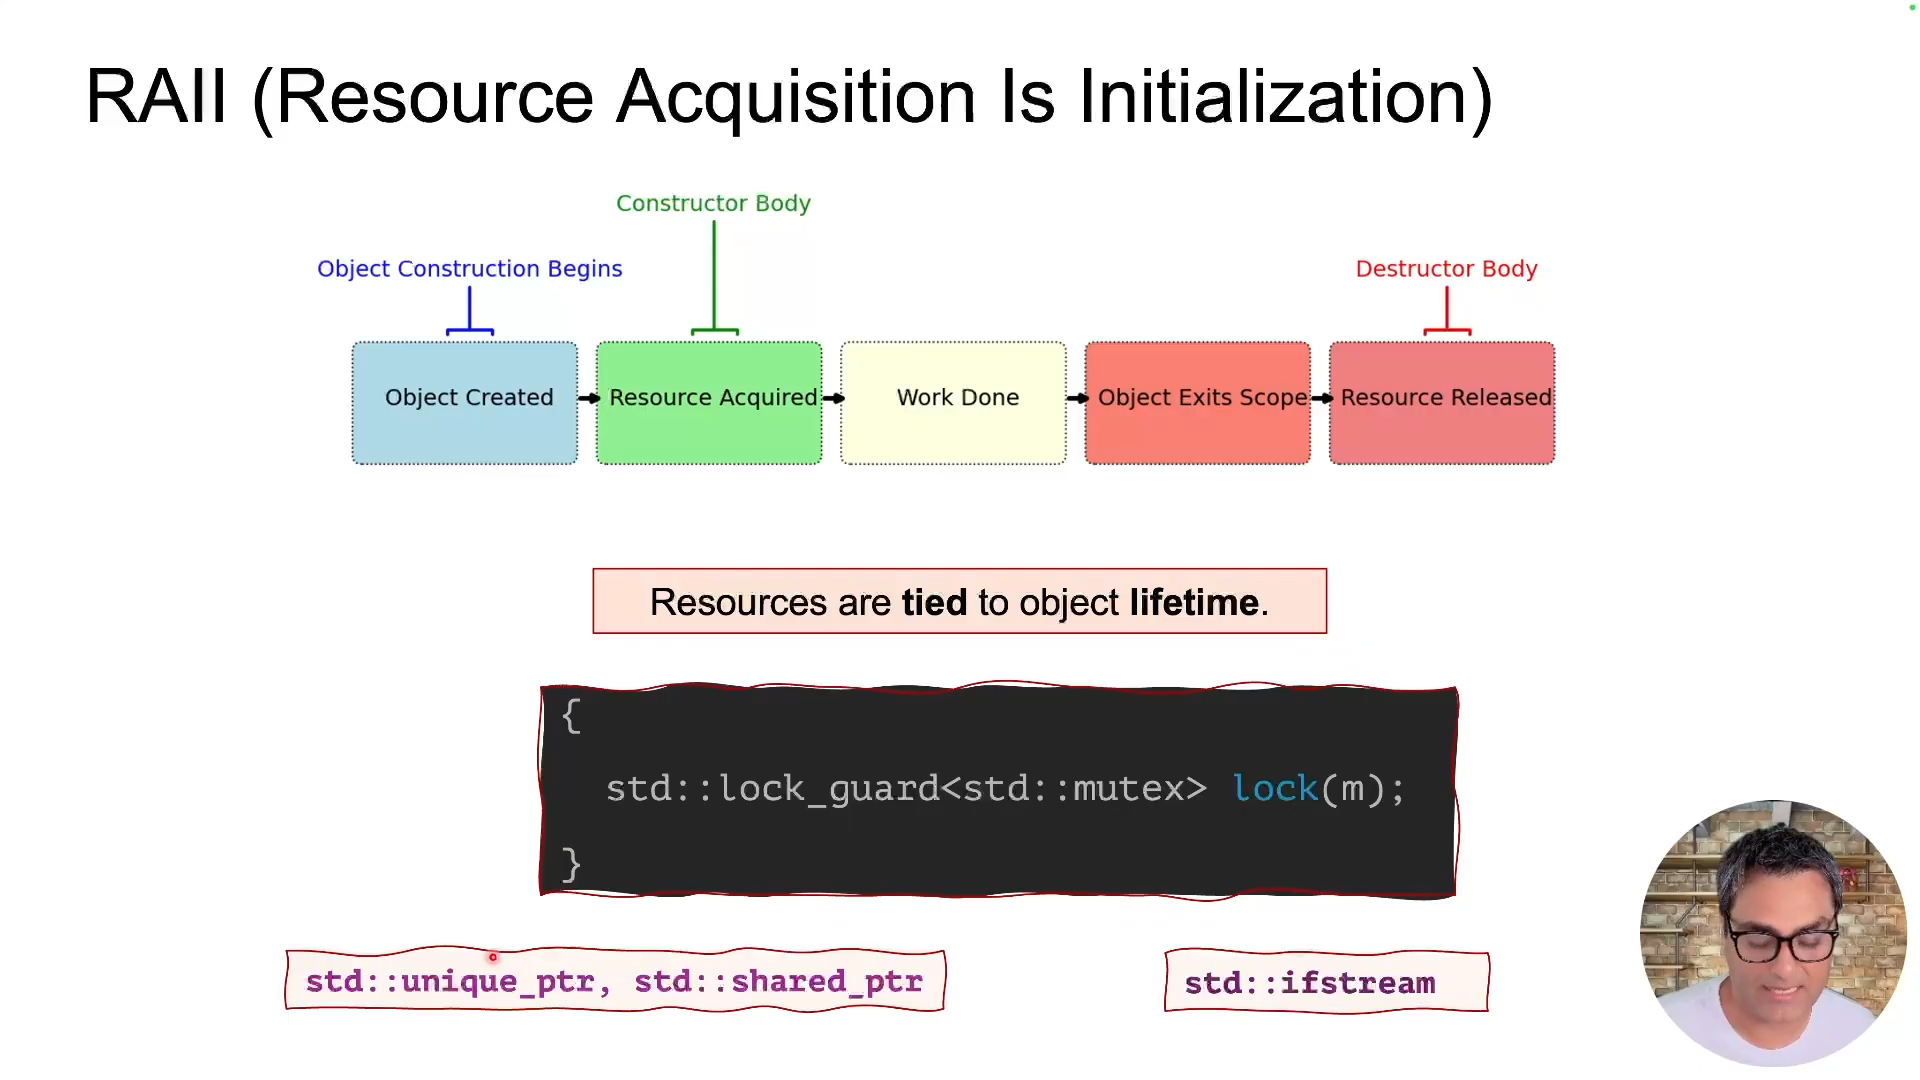 RAII (Resource Acquisition Is Initialization)
Constructor Body
Object Construction Begins
Destructor Body
Object Created
Resource Acquired
Work Done
Object Exits Scope
Resource Released
Resources are tied to object lifetime.
{
std::lock_guard<std::mutex> lock(m);
}
std::unique_ptr, std::shared_ptr
std::ifstream